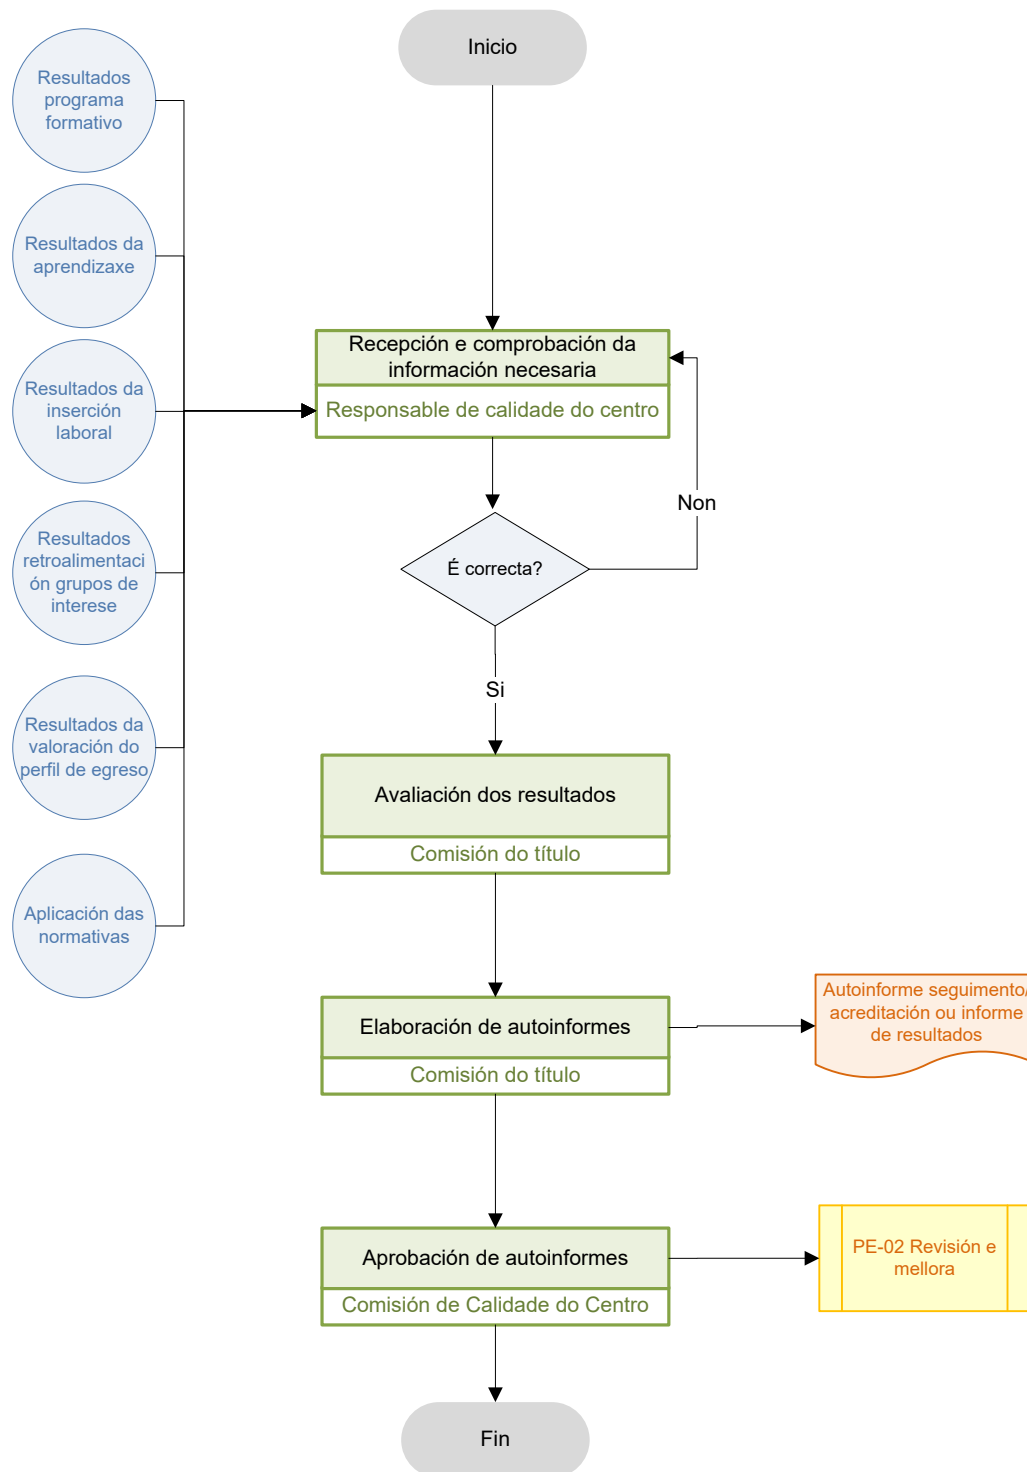 Inicio
Resultados
programa
formativo
Resultados da
aprendizaxe
Resultados da
inserción
laboral
Resultados
retroalimentaci
ón grupos de
interese
Resultados da
valoración do
perfil de egreso
Aplicación das
normativas
Recepción e comprobación da
información necesaria
Responsable de calidade do centro
Non
É correcta?
Si
Avaliación dos resultados
Comisión do título
Elaboración de autoinformes
Comisión do título
Autoinforme seguimento/
acreditación ou informe
de resultados
Aprobación de autoinformes
Comisión de Calidade do Centro
PE-02 Revisión e
mellora
Fin